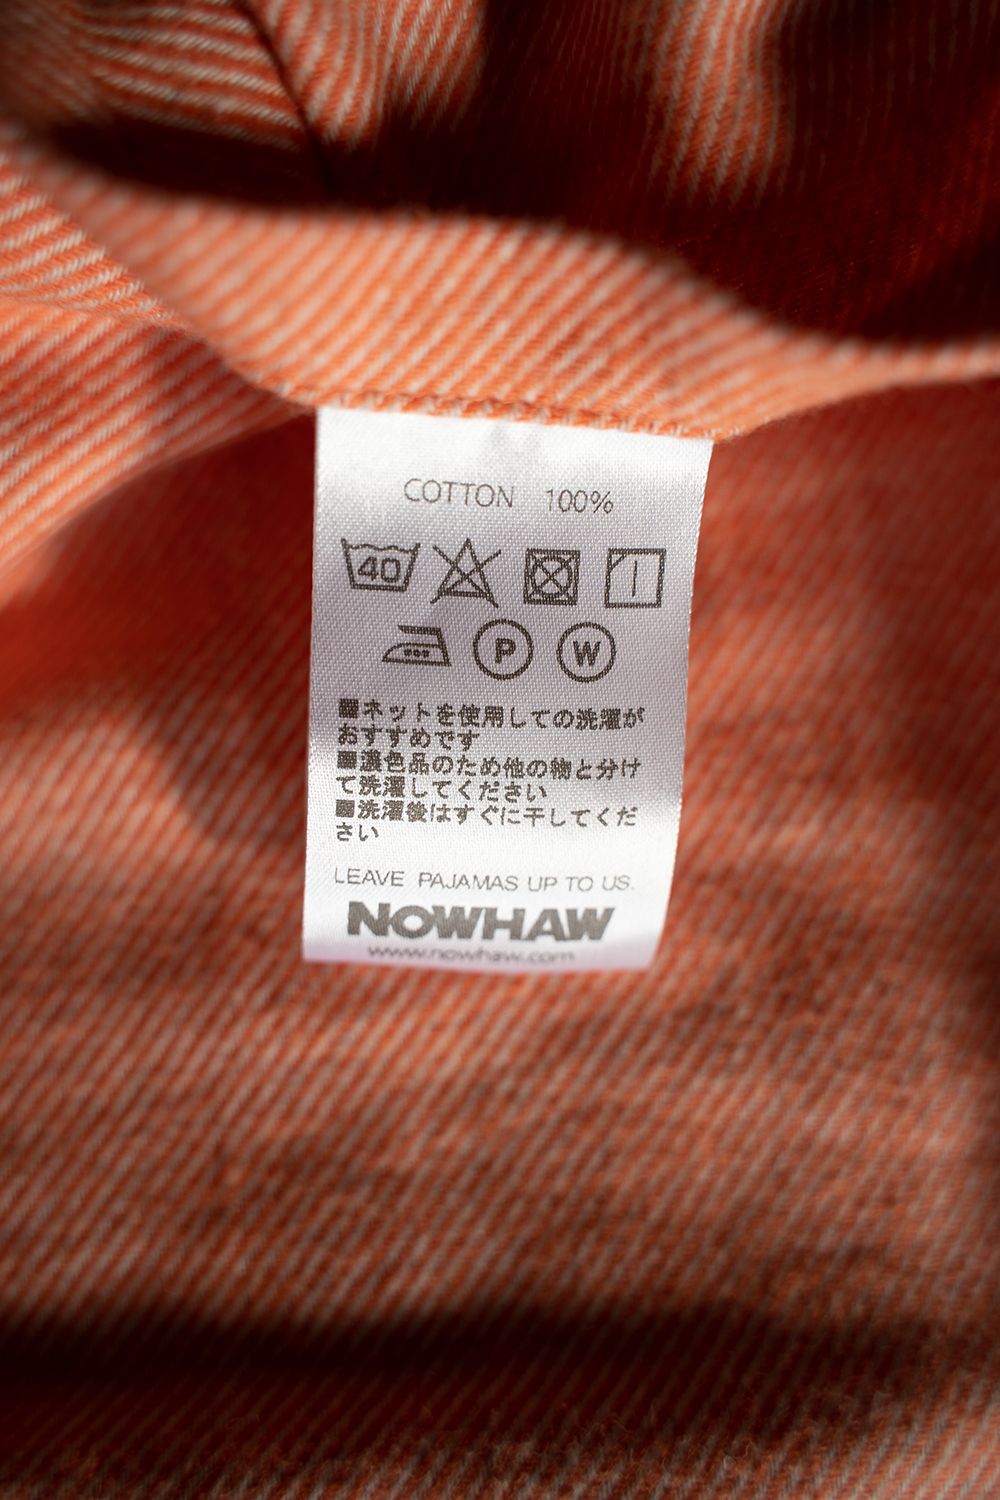 COTTON 100%
40
P W
■ネットを使用しての洗濯が
おすすめです
■濃色品のため他の物と分け
て洗濯してください
■洗濯後はすぐに干してくだ
さい
LEAVE PAJAMAS UP TO US.
NOWHAW
www.nowhaw.com